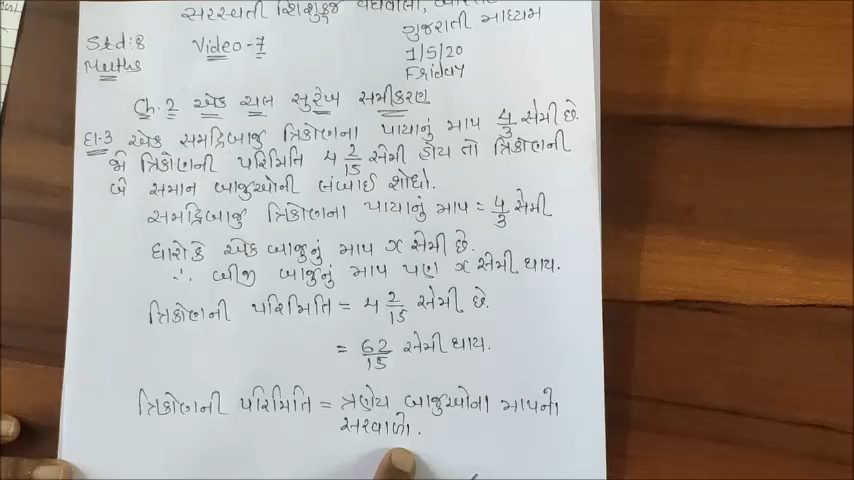 સરસ્વતી શિશુકુંજ
ગુજરાતી માધ્યમ
Std:8 Video-7 1/5/20
Maths Friday
Ch.2 એક ચલ સુરેખ સમીકરણ
દા-3 એક સમદ્વિબાજુ ત્રિકોણના પાયાનું માપ 4/3 સેમી છે.
જો ત્રિકોણની પરિમિતિ 4 2/15 સેમી હોય તો ત્રિકોણની
બે સમાન બાજુઓની લંબાઈ શોધો.
સમદ્વિબાજુ ત્રિકોણના પાયાનું માપ = 4/3 સેમી
ધારોકે એક બાજુનું માપ x સેમી છે.
∴ બીજી બાજુનું માપ પણ x સેમી થાય.
ત્રિકોણની પરિમિતિ = 4 2/15 સેમી છે.
= 62/15 સેમી થાય.
ત્રિકોણની પરિમિતિ = ત્રણેય બાજુઓના માપનો
સરવાળો.